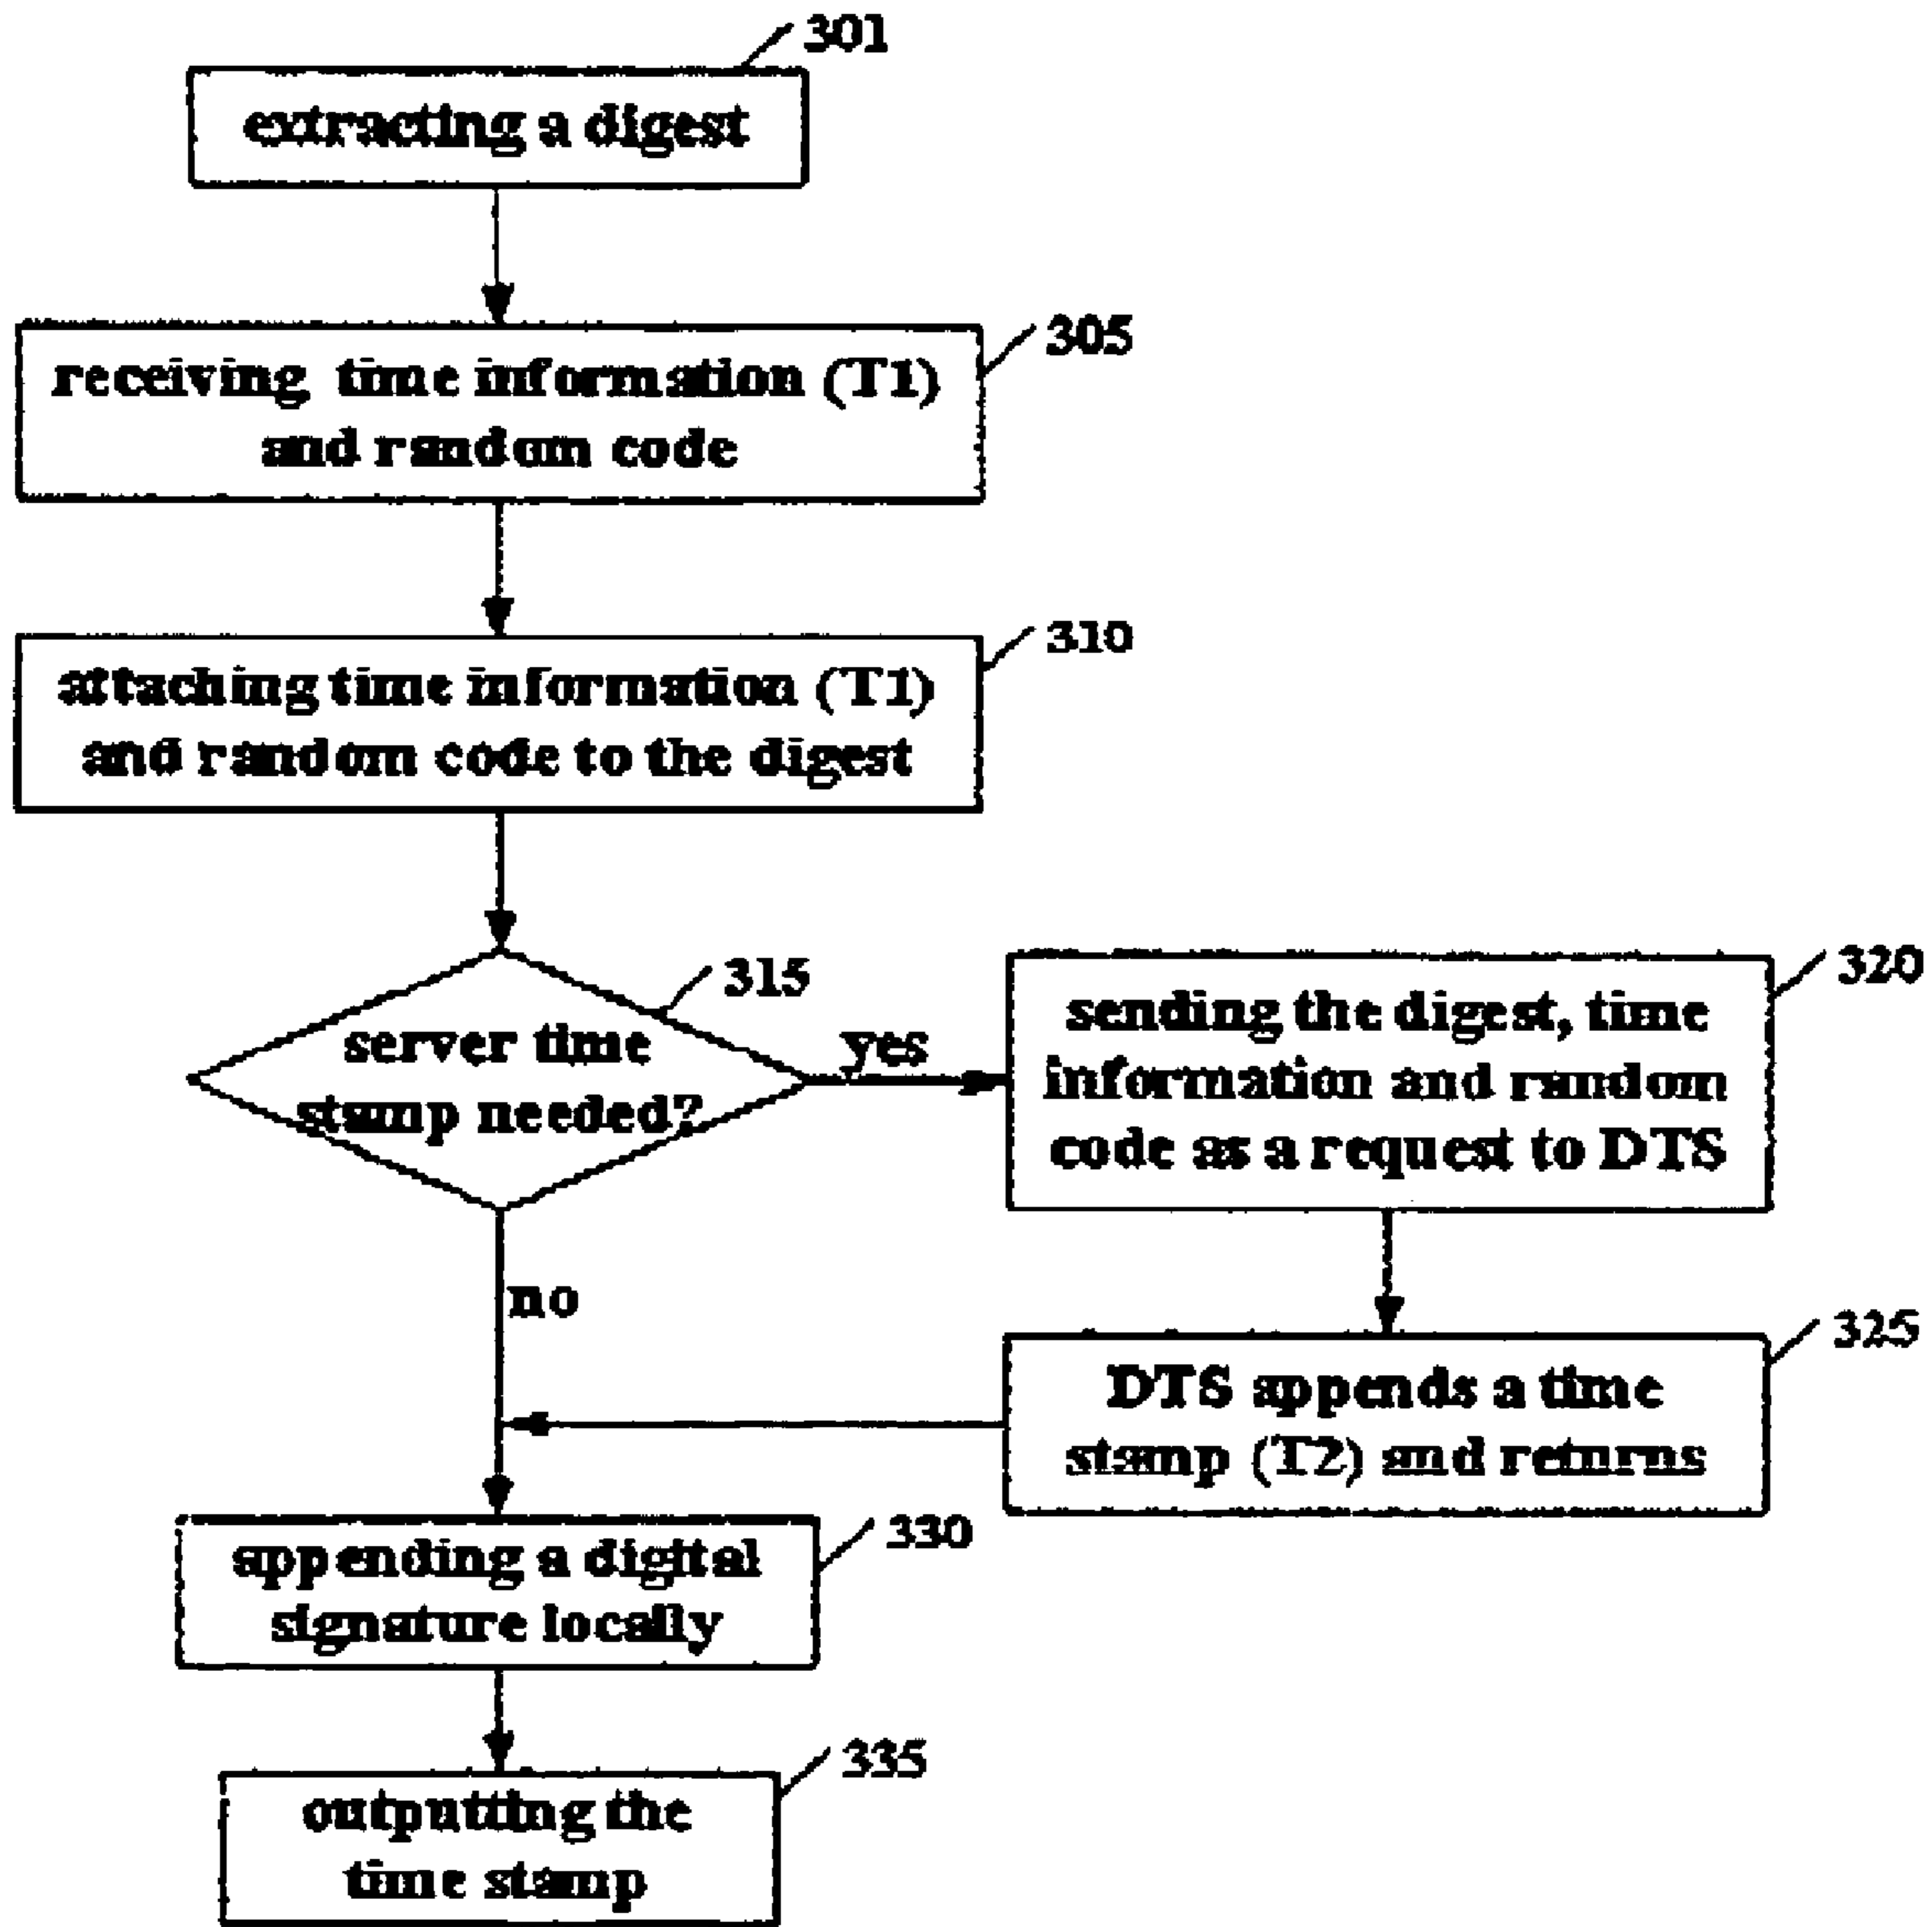 301
extracting a digest
305
receiving time information (T1)
and random code
310
attaching time information (T1)
and random code to the digest
315
server time
stamp needed?
yes
320
sending the digest, time
information and random
code as a request to DTS
no
325
DTS appends a time
stamp (T2) and returns
330
appending a digital
signature locally
335
outputting the
time stamp